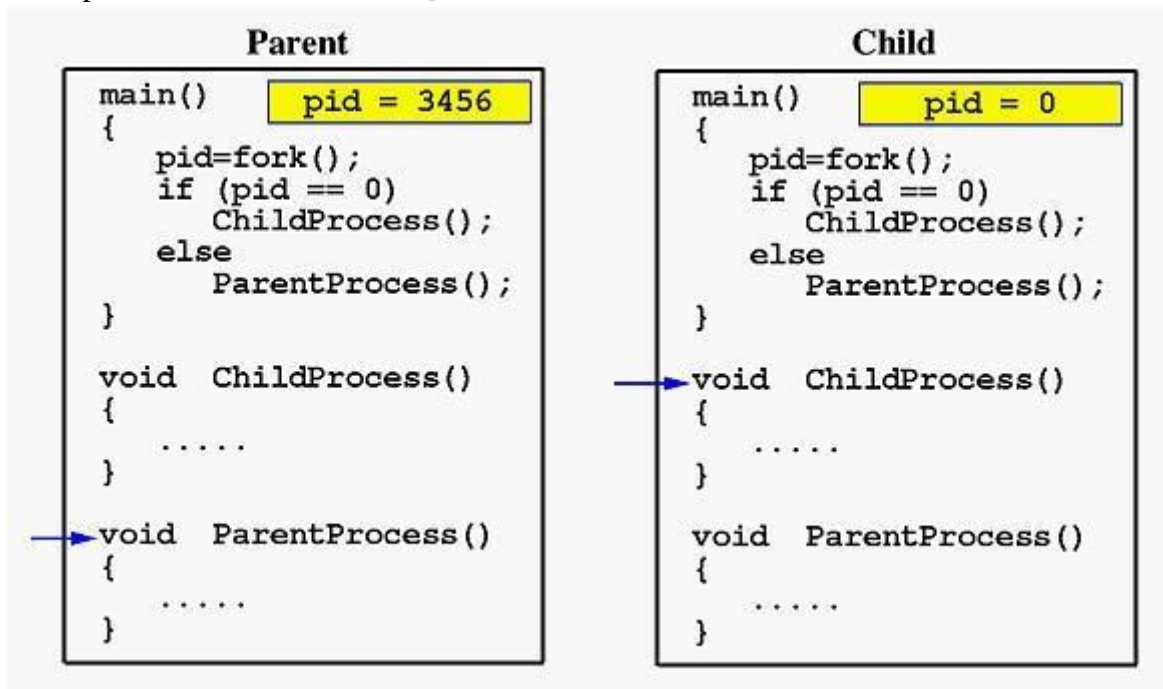 Parent
main()
pid = 3456
{
pid=fork();
if (pid == 0)
ChildProcess();
else
ParentProcess();
}
void ChildProcess()
{
.....
}
void ParentProcess()
{
.....
}
Child
main()
pid = 0
{
pid=fork();
if (pid == 0)
ChildProcess();
else
ParentProcess();
}
void ChildProcess()
{
.....
}
void ParentProcess()
{
.....
}